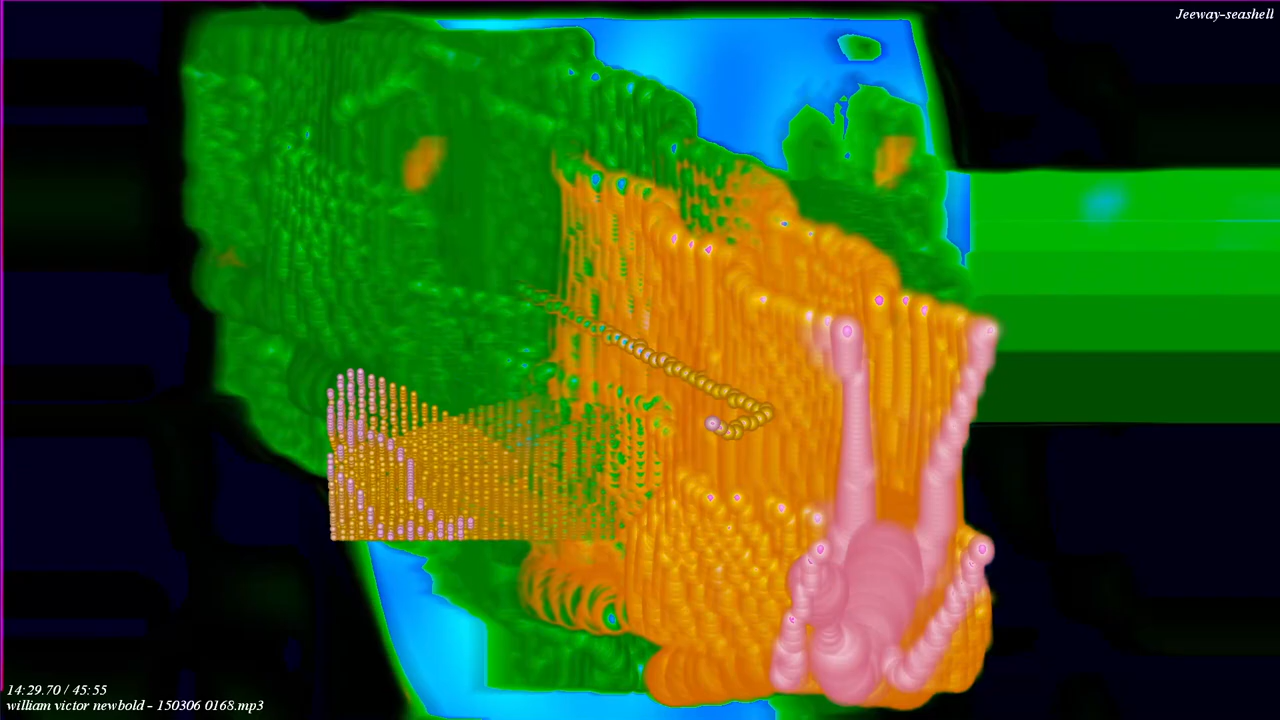 Jeeway-seashell
14:29.70 / 45:55
william victor newbold - 150306 0168.mp3